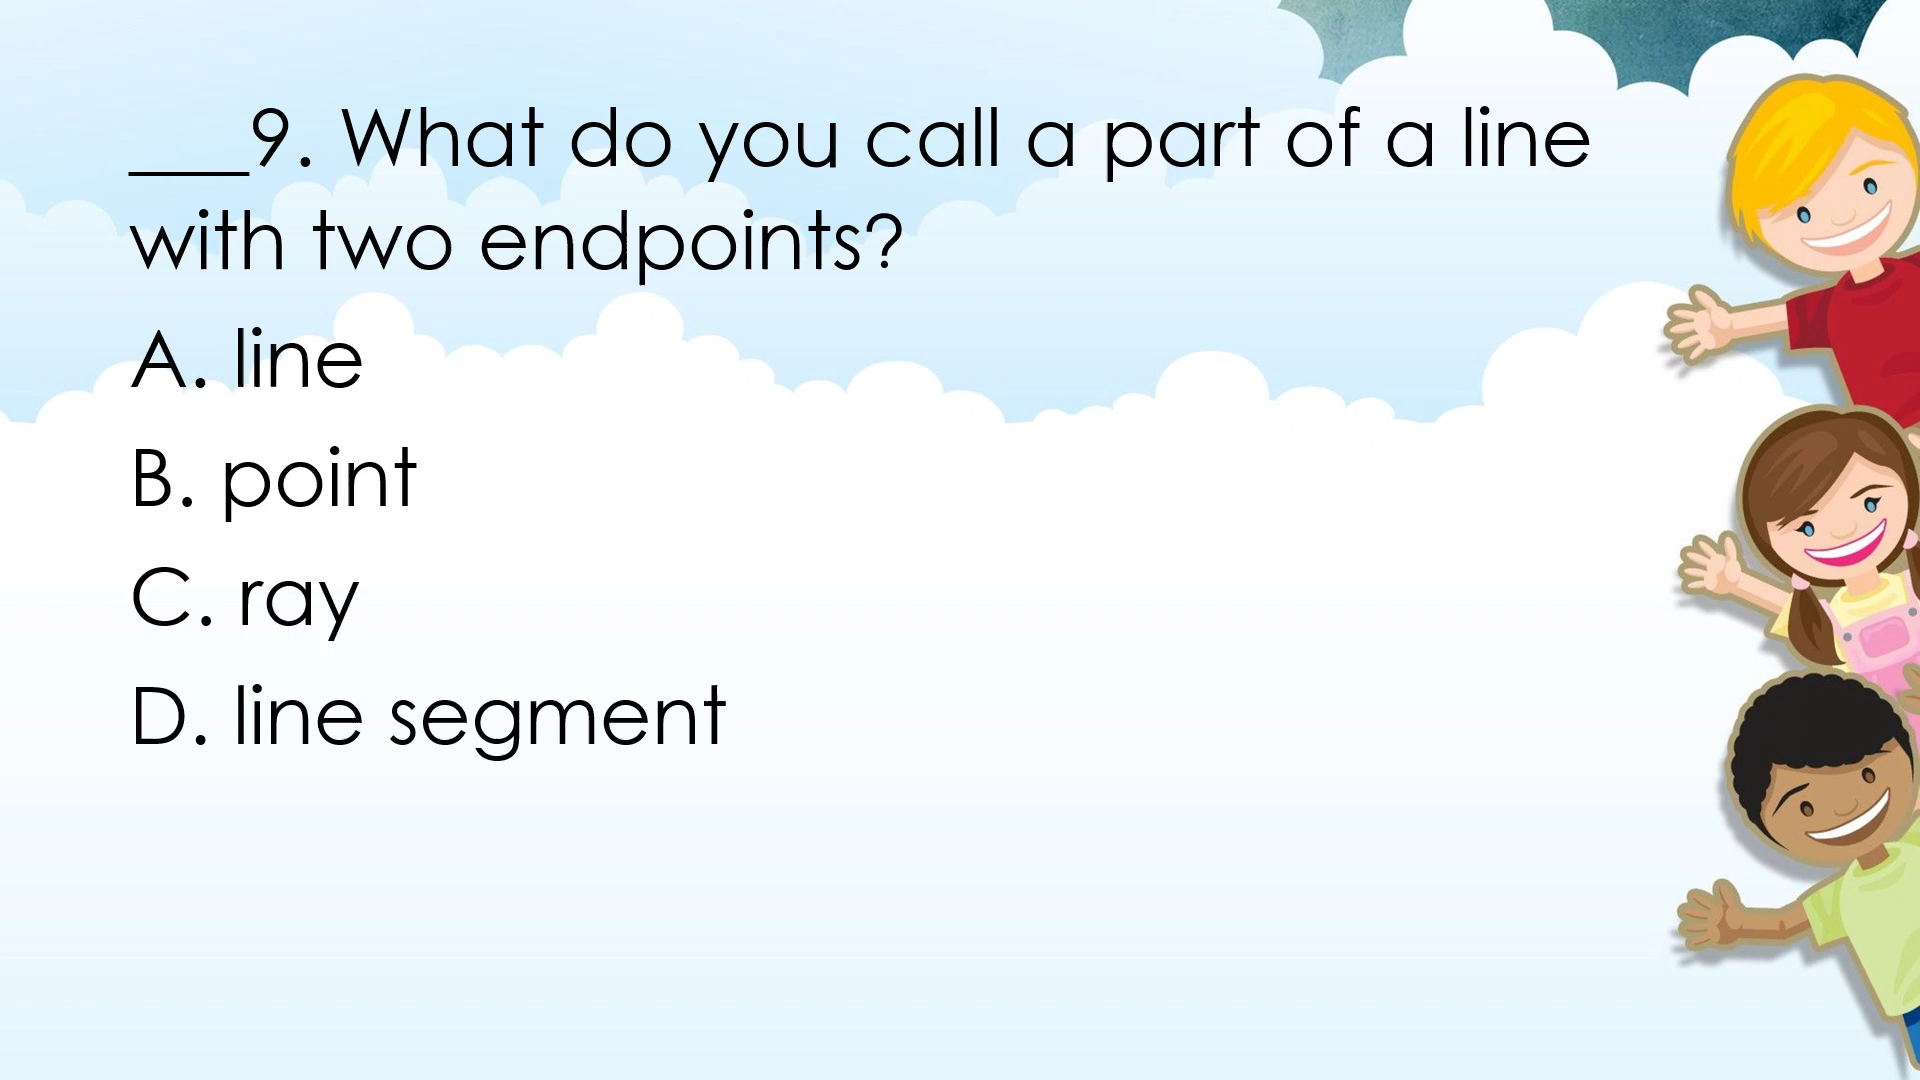 ___9. What do you call a part of a line
with two endpoints?
A. line
B. point
C. ray
D. line segment